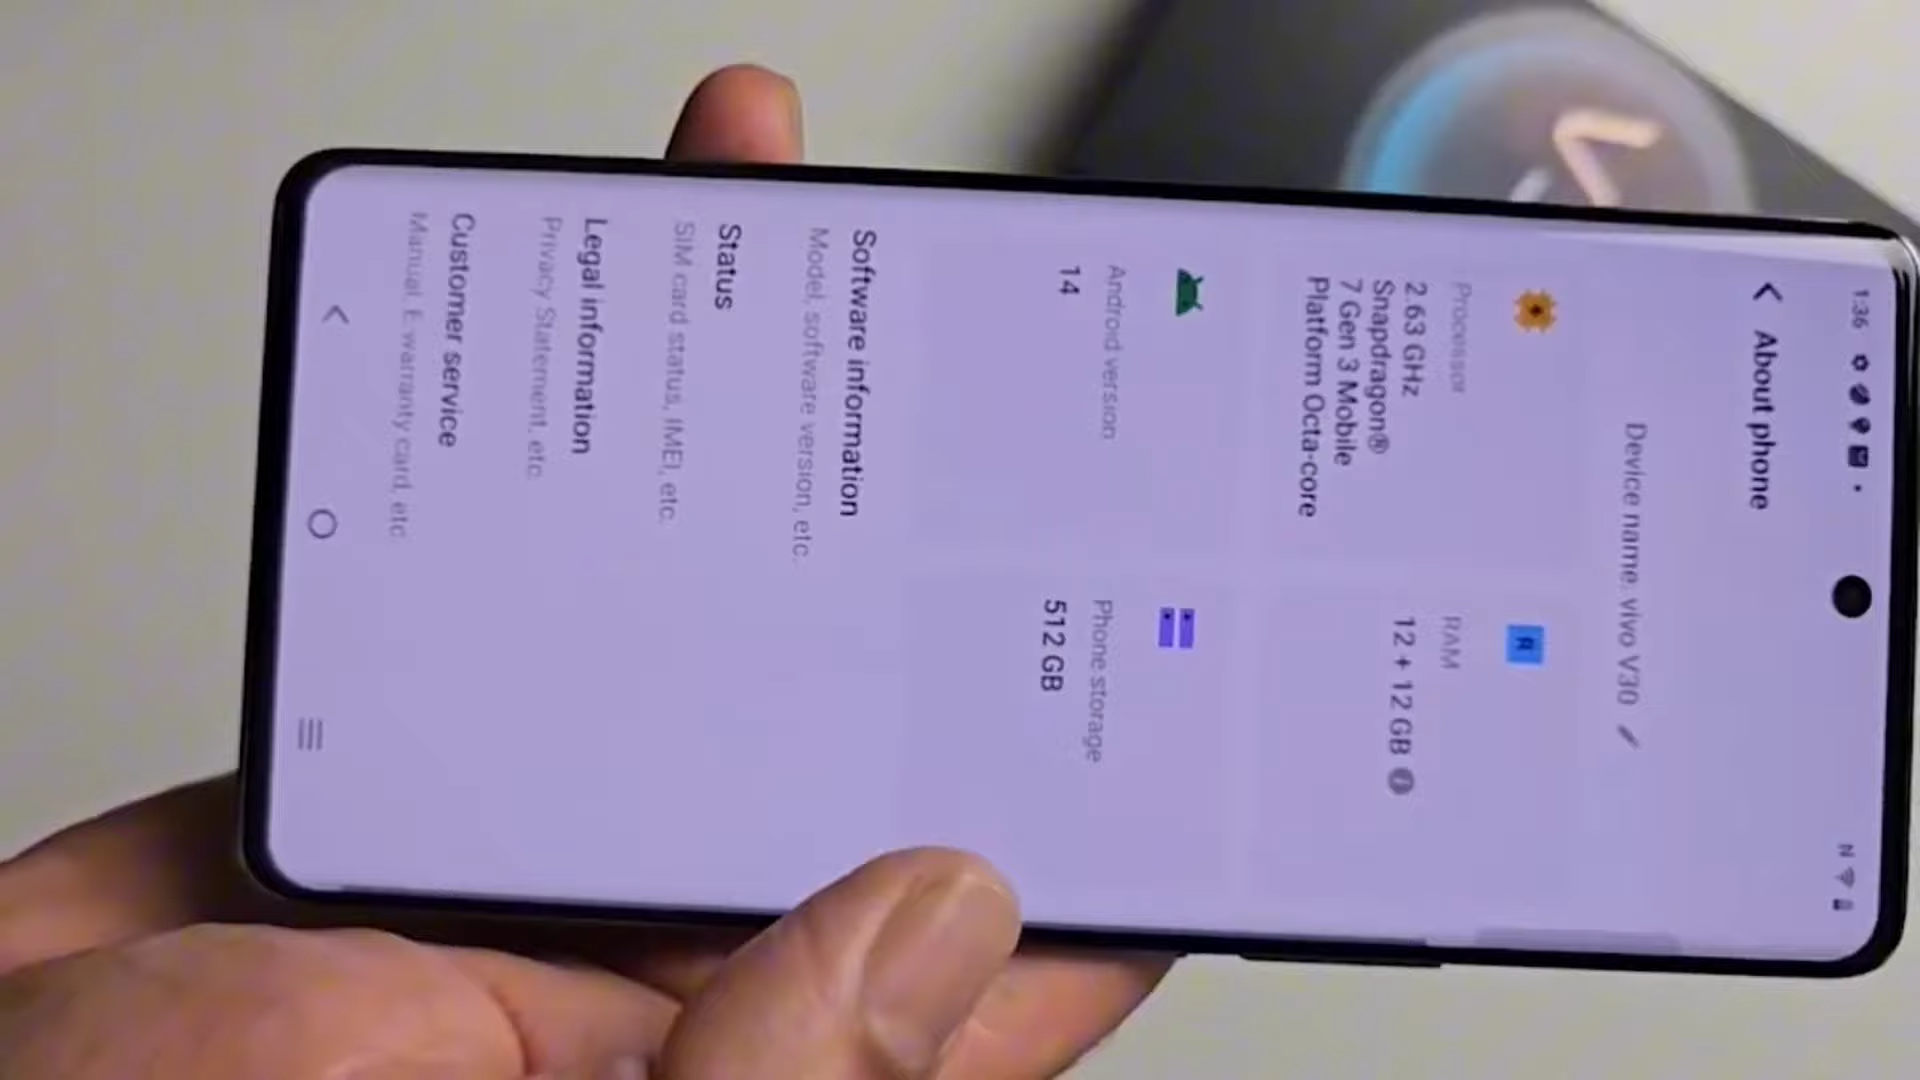 1:36
N
About phone
Device name: vivo V30
Processor
2.63 GHz
Snapdragon®
7 Gen 3 Mobile
Platform Octa-core
R
RAM
12 + 12 GB
Android version
14
Phone storage
512 GB
Software information
Model, software version, etc.
Status
SIM card status, IMEI, etc.
Legal information
Privacy Statement, etc.
Customer service
Manual, E-warranty card, etc.